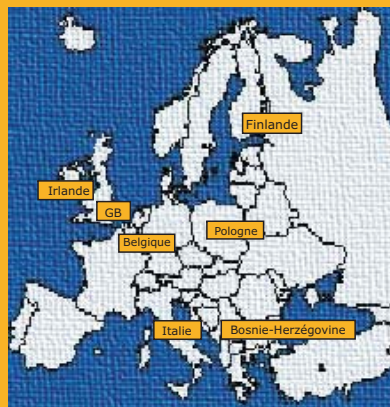 Finlande
Irlande
GB
Pologne
Belgique
Italie
Bosnie-Herzégovine